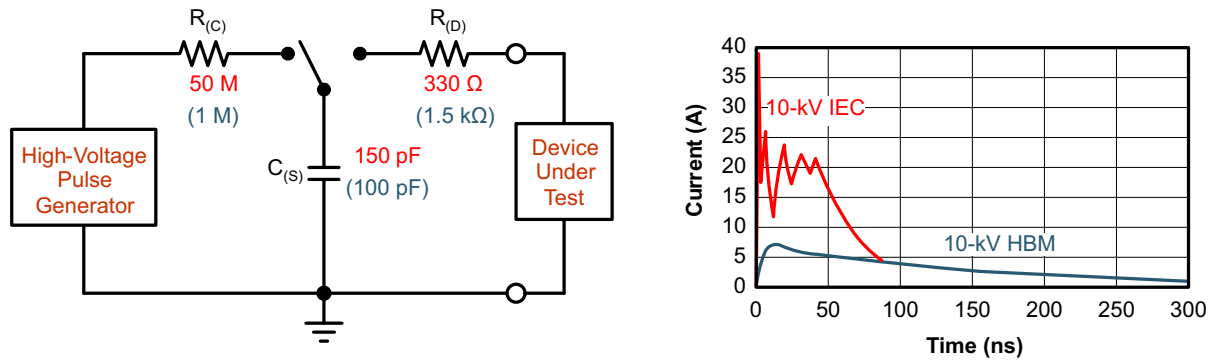 R(C)
50 M
(1 M)
R(D)
330 Ω
(1.5 kΩ)
High-Voltage
Pulse
Generator
C(S)
150 pF
(100 pF)
Device
Under
Test
Current (A)
40
35
30
25
20
15
10
5
0
10-kV IEC
10-kV HBM
0
50
100
150
200
250
300
Time (ns)